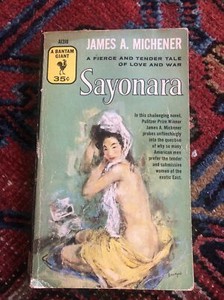 A1318
JAMES A. MICHENER
A BANTAM
GIANT
35¢
A FIERCE AND TENDER TALE
OF LOVE AND WAR
Sayonara
In this challenging novel,
Pulitzer Prize Winner
James A. Michener
probes unflinchingly
into the question
of why so many
American men
prefer the tender
and submissive
women of the
exotic East.